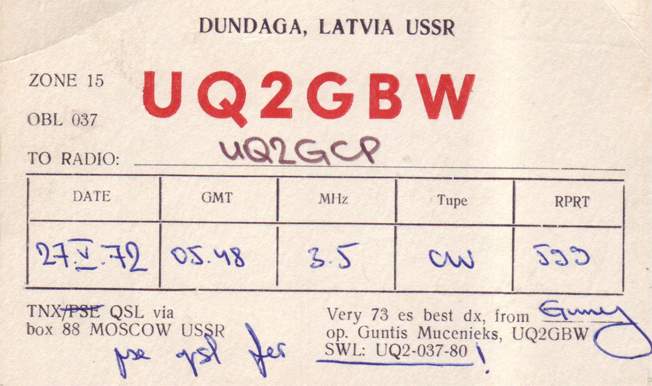 DUNDAGA, LATVIA USSR
ZONE 15
UQ2GBW
OBL 037
TO RADIO: UQ2GCP
DATE GMT MHz Tupe RPRT
27.V.72 05.48 3.5 CW 599
TNX/PSE QSL via
box 88 MOSCOW USSR
pse qsl fer
Very 73 es best dx, from
op. Guntis Mucenieks, UQ2GBW
SWL: UQ2-037-80!